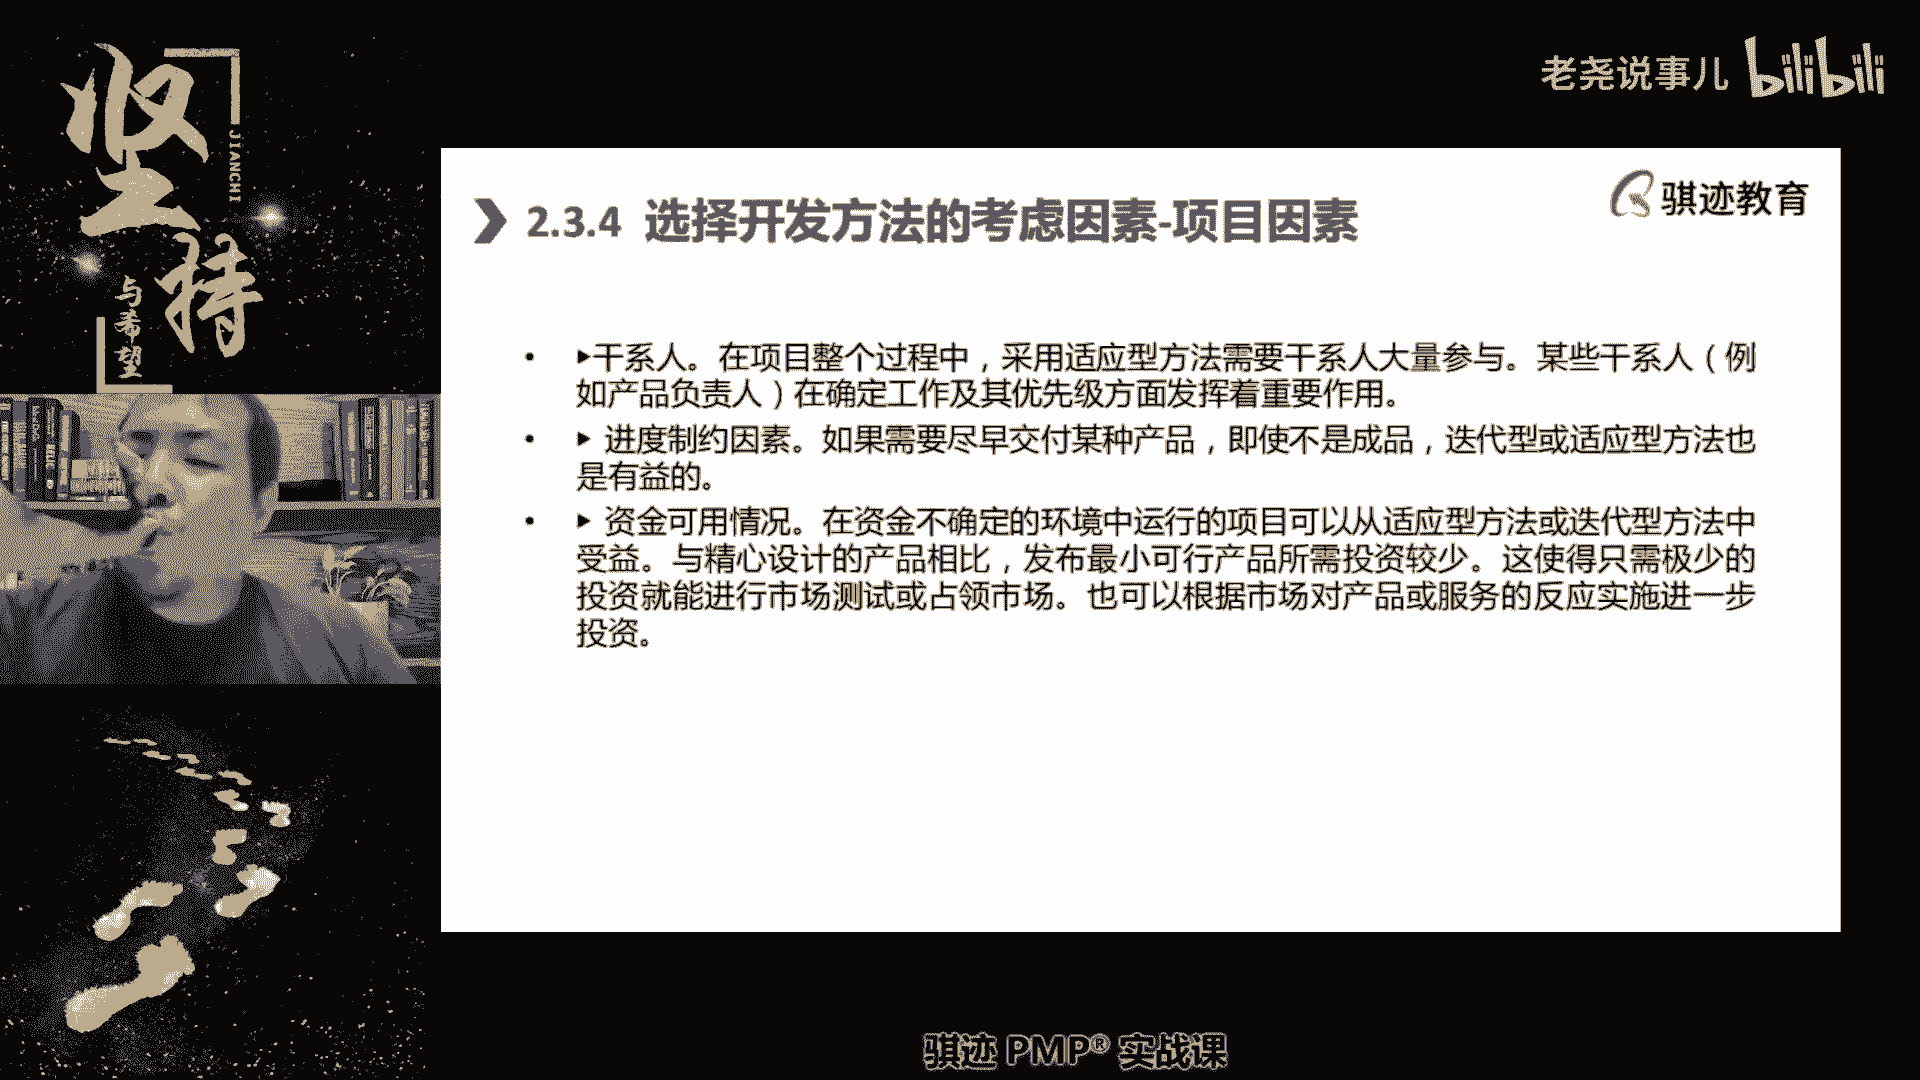 坚持
JIANCHI
与希望
老尧说事儿 bilibili
骐迹教育
2.3.4 选择开发方法的考虑因素-项目因素
• ▸干系人。在项目整个过程中，采用适应型方法需要干系人大量参与。某些干系人（例
如产品负责人）在确定工作及其优先级方面发挥着重要作用。
• ▸ 进度制约因素。如果需要尽早交付某种产品，即使不是成品，迭代型或适应型方法也
是有益的。
• ▸ 资金可用情况。在资金不确定的环境中运行的项目可以从适应型方法或迭代型方法中
受益。与精心设计的产品相比，发布最小可行产品所需投资较少。这使得只需极少的
投资就能进行市场测试或占领市场。也可以根据市场对产品或服务的反应实施进一步
投资。
骐迹 PMP® 实战课